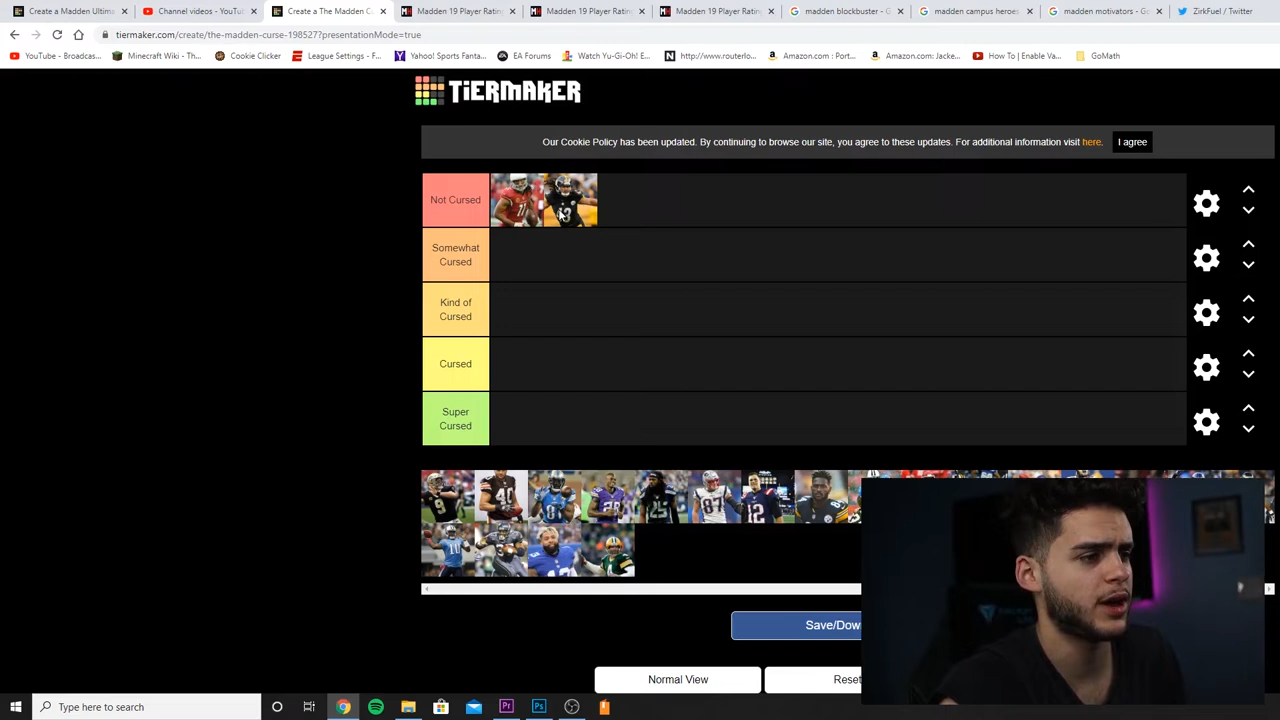 Create a Madden Ultima
Channel videos - YouTub
Create a The Madden C
Madden 19 Player Rating
Madden 19 Player Rating
Madden 19 Player Rating
madden blockbuster - G
madden campus heroes
madden motivators - Go
ZirkFuel / Twitter
tiermaker.com/create/the-madden-curse-198527?presentationMode=true
YouTube - Broadcas...
Minecraft Wiki - Th...
Cookie Clicker
League Settings - F...
Yahoo! Sports Fanta...
EA Forums
Watch Yu-Gi-Oh! E...
http://www.routerlo...
Amazon.com : Port...
Amazon.com: Jacke...
How To | Enable Va...
GoMath
TiERMAKER
Our Cookie Policy has been updated. By continuing to browse our site, you agree to these updates. For additional information visit here.
I agree
Not Cursed
Somewhat
Cursed
Kind of
Cursed
Cursed
Super
Cursed
Save/Dow
Normal View
Reset
Type here to search